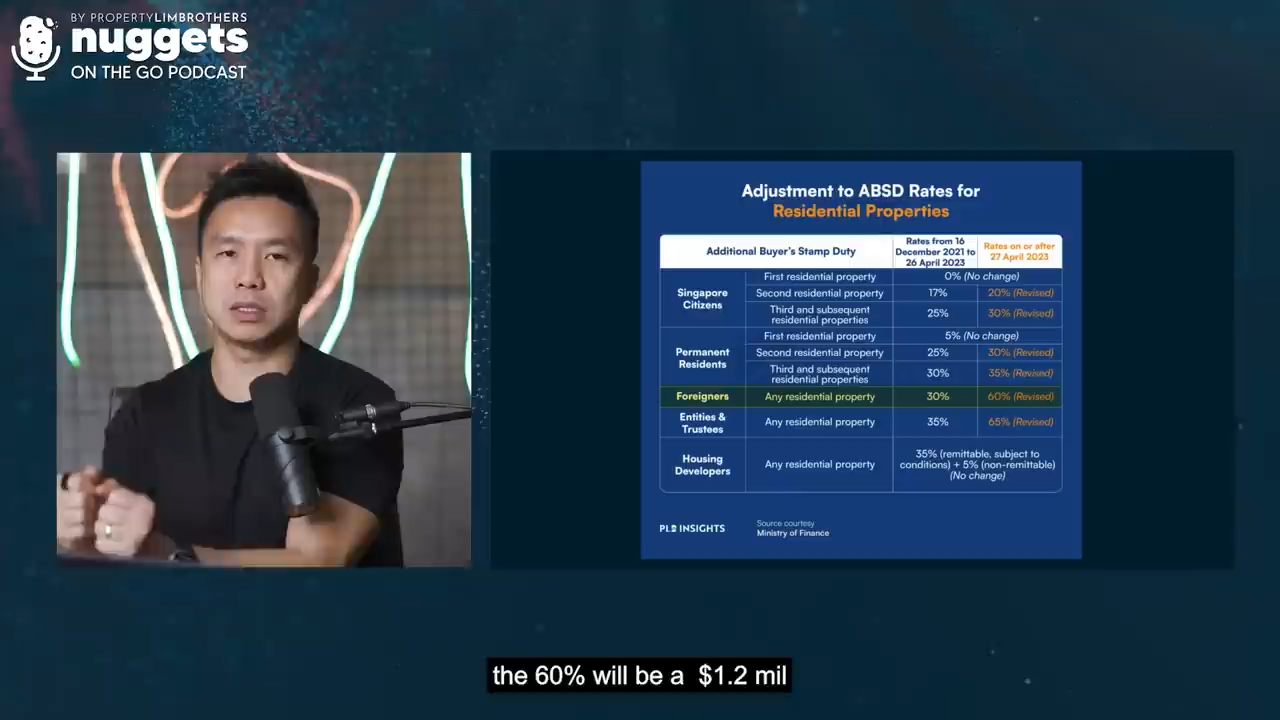 BY PROPERTYLIMBROTHERS
nuggets
ON THE GO PODCAST
Adjustment to ABSD Rates for
Residential Properties
Additional Buyer's Stamp Duty
Rates from 16
December 2021 to
26 April 2023
Rates on or after
27 April 2023
Singapore
Citizens
First residential property
0% (No change)
Second residential property
17%
20% (Revised)
Third and subsequent
residential properties
25%
30% (Revised)
Permanent
Residents
First residential property
5% (No change)
Second residential property
25%
30% (Revised)
Third and subsequent
residential properties
30%
35% (Revised)
Foreigners
Any residential property
30%
60% (Revised)
Entities &
Trustees
Any residential property
35%
65% (Revised)
Housing
Developers
Any residential property
35% (remittable, subject to
conditions) + 5% (non-remittable)
(No change)
PLB INSIGHTS
Source courtesy
Ministry of Finance
the 60% will be a $1.2 mil